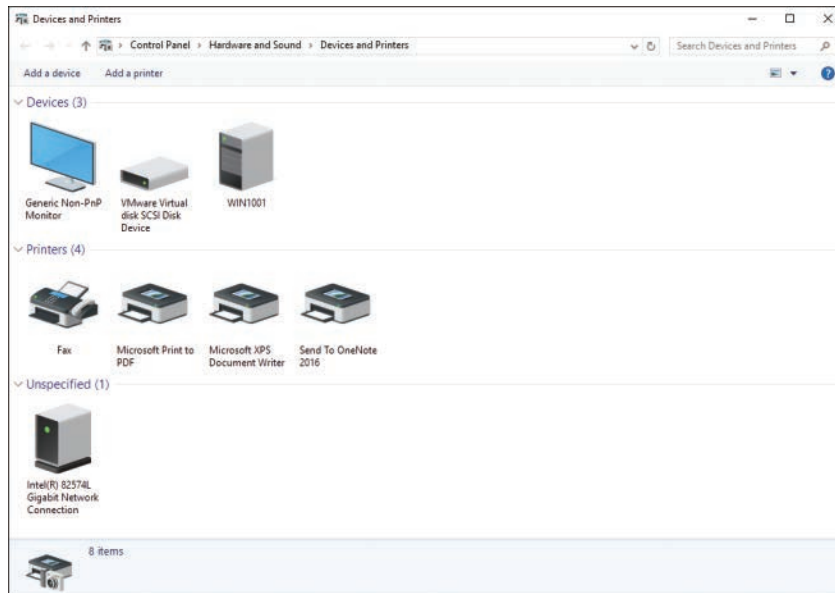 Devices and Printers
Control Panel > Hardware and Sound > Devices and Printers
Search Devices and Printers
Add a device
Add a printer
Devices (3)
Generic Non-PnP
Monitor
VMware Virtual
disk SCSI Disk
Device
WIN1001
Printers (4)
Fax
Microsoft Print to
PDF
Microsoft XPS
Document Writer
Send To OneNote
2016
Unspecified (1)
Intel(R) 82574L
Gigabit Network
Connection
8 items